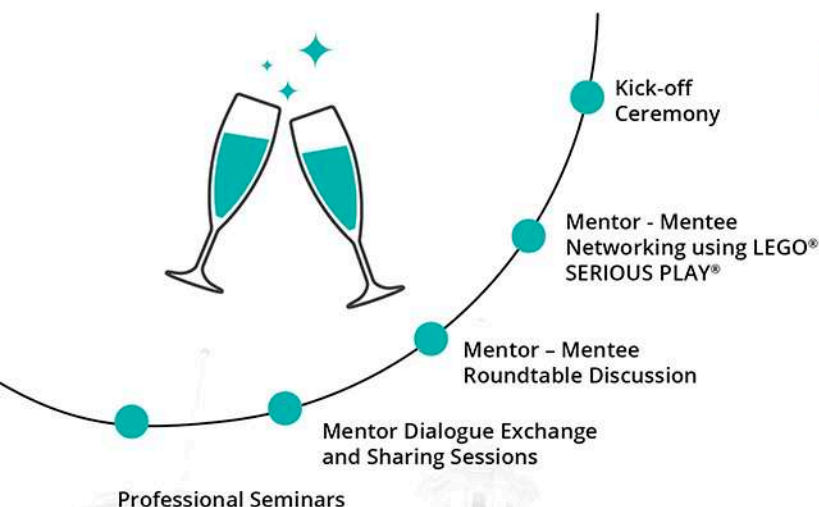 Kick-off
Ceremony
Mentor - Mentee
Networking using LEGO®
SERIOUS PLAY®
Mentor – Mentee
Roundtable Discussion
Mentor Dialogue Exchange
and Sharing Sessions
Professional Seminars